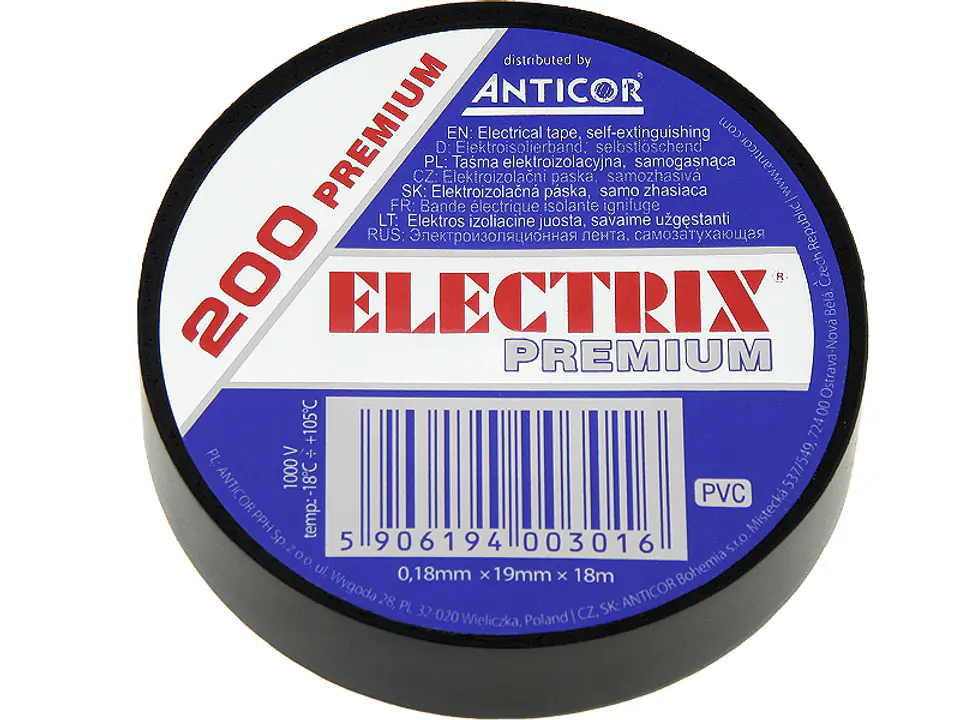 200 PREMIUM
distributed by
ANTICOR®
EN: Electrical tape, self-extinguishing
D: Elektroisolierband, selbstlöschend
PL: Taśma elektroizolacyjna, samogasnąca
CZ: Elektroizolační páska, samozhasivá
SK: Elektroizolačná páska, samo zhasiaca
FR: Bande électrique isolante ignifuge
LT: Elektros izoliacine juosta, savaime užgęstanti
RUS: Электроизоляционная лента, самозатухающая
ELECTRIX®
PREMIUM
1000 V
temp.: -18°C ÷ +105°C
5 906194 003016
PVC
0,18mm ×19mm × 18m
PL: ANTICOR PPH Sp. z o.o. ul. Wygoda 28, PL 32-020 Wieliczka, Poland | CZ, SK: ANTICOR Bohemia s.r.o. Místecká 537/549, 724 00 Ostrava-Nová Bělá, Czech Republic | www.anticor.com